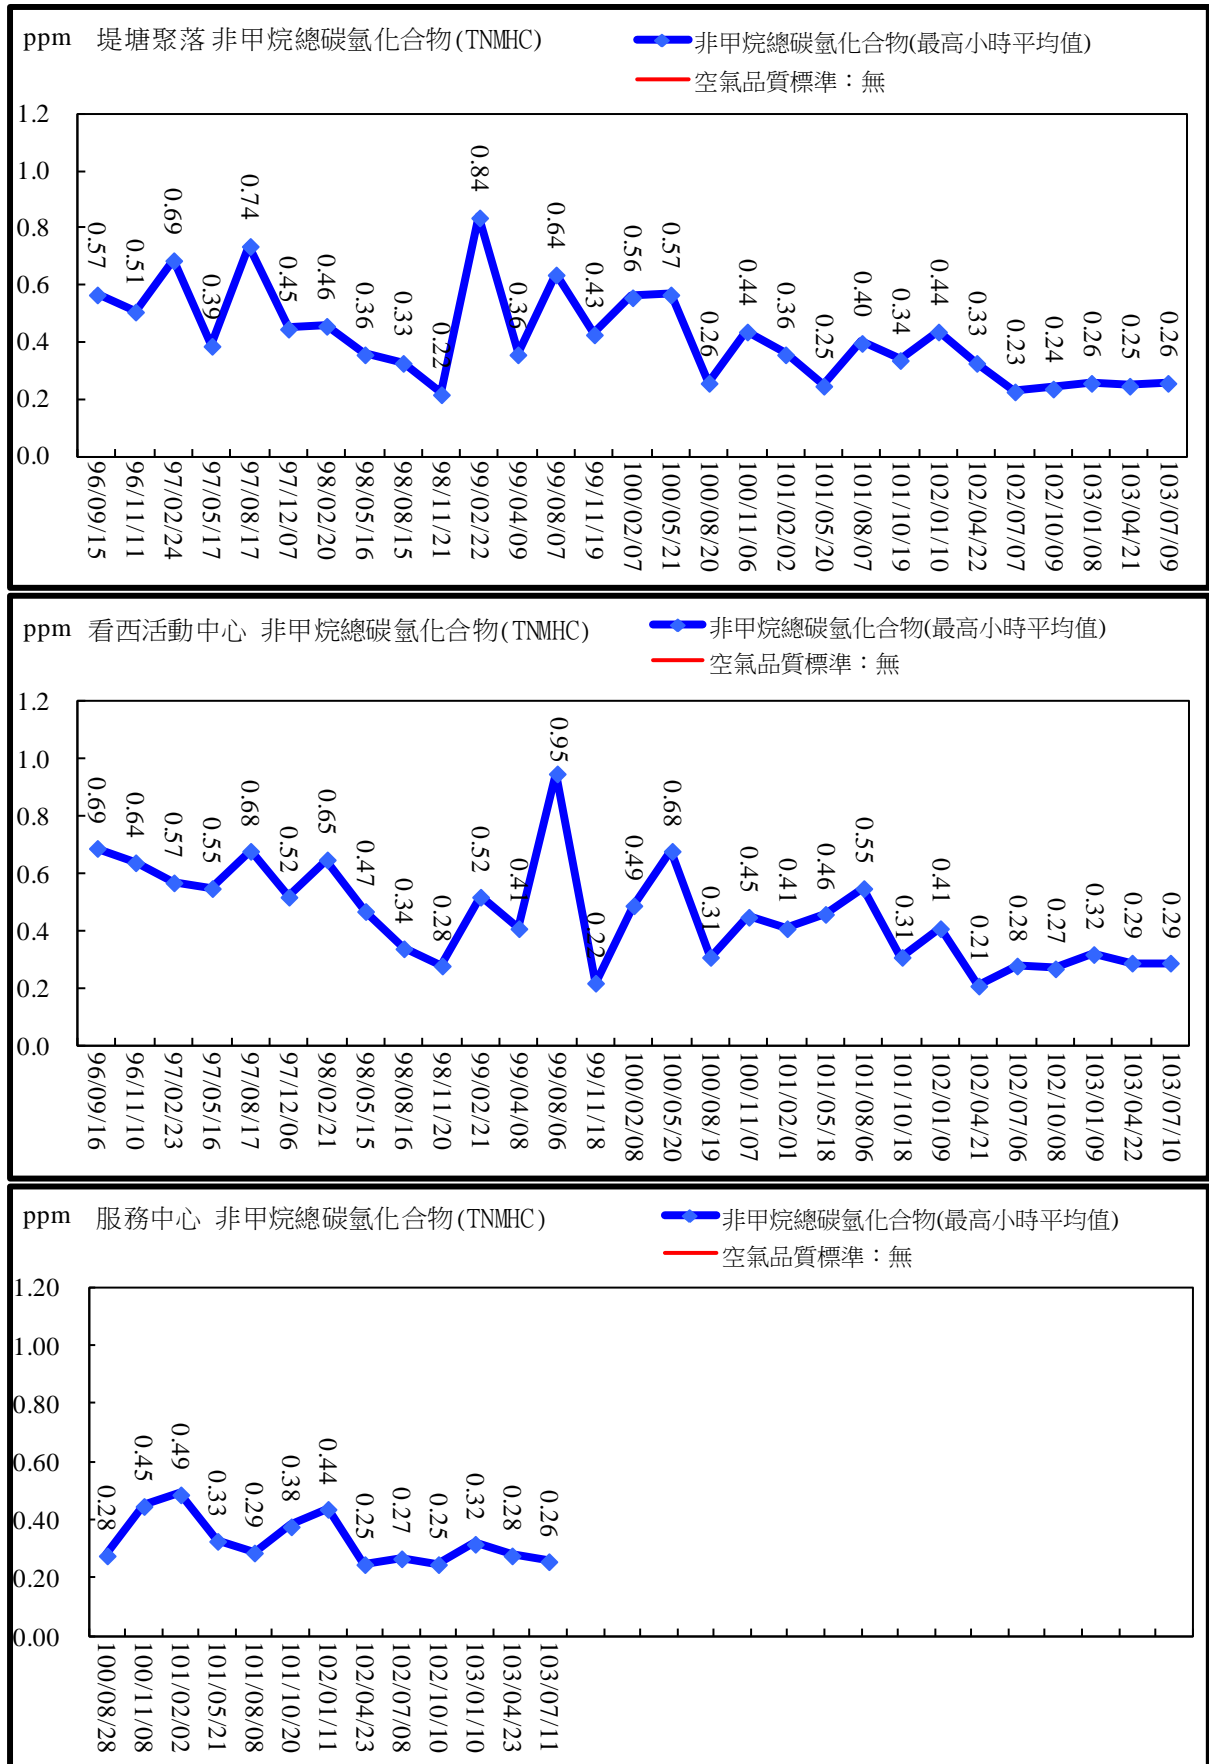 ppm 堤塘聚落 非甲烷總碳氫化合物(TNMHC)
非甲烷總碳氫化合物(最高小時平均值)
空氣品質標準：無
1.2
1.0
0.8
0.6
0.4
0.2
0.0
0.57 0.51 0.69 0.39 0.74 0.45 0.46 0.36 0.33 0.22 0.84 0.36 0.64 0.43 0.56 0.57 0.26 0.44 0.36 0.25 0.40 0.34 0.44 0.33 0.23 0.24 0.26 0.25 0.26
96/09/15 96/11/11 97/02/24 97/05/17 97/08/17 97/12/07 98/02/20 98/05/16 98/08/15 98/11/21 99/02/22 99/04/09 99/08/07 99/11/19 100/02/07 100/05/21 100/08/20 100/11/06 101/02/02 101/05/20 101/08/07 101/10/19 102/01/10 102/04/22 102/07/07 102/10/09 103/01/08 103/04/21 103/07/09
ppm 看西活動中心 非甲烷總碳氫化合物(TNMHC)
非甲烷總碳氫化合物(最高小時平均值)
空氣品質標準：無
1.2
1.0
0.8
0.6
0.4
0.2
0.0
0.69 0.64 0.57 0.55 0.68 0.52 0.65 0.47 0.34 0.28 0.52 0.41 0.95 0.22 0.49 0.68 0.31 0.45 0.41 0.46 0.55 0.31 0.41 0.21 0.28 0.27 0.32 0.29 0.29
96/09/16 96/11/10 97/02/23 97/05/16 97/08/17 97/12/06 98/02/21 98/05/15 98/08/16 98/11/20 99/02/21 99/04/08 99/08/06 99/11/18 100/02/08 100/05/20 100/08/19 100/11/07 101/02/01 101/05/18 101/08/06 101/10/18 102/01/09 102/04/21 102/07/06 102/10/08 103/01/09 103/04/22 103/07/10
ppm 服務中心 非甲烷總碳氫化合物(TNMHC)
非甲烷總碳氫化合物(最高小時平均值)
空氣品質標準：無
1.20
1.00
0.80
0.60
0.40
0.20
0.00
0.28 0.45 0.49 0.33 0.29 0.38 0.44 0.25 0.27 0.25 0.32 0.28 0.26
100/08/28 100/11/08 101/02/02 101/05/21 101/08/08 101/10/20 102/01/11 102/04/23 102/07/08 102/10/10 103/01/10 103/04/23 103/07/11